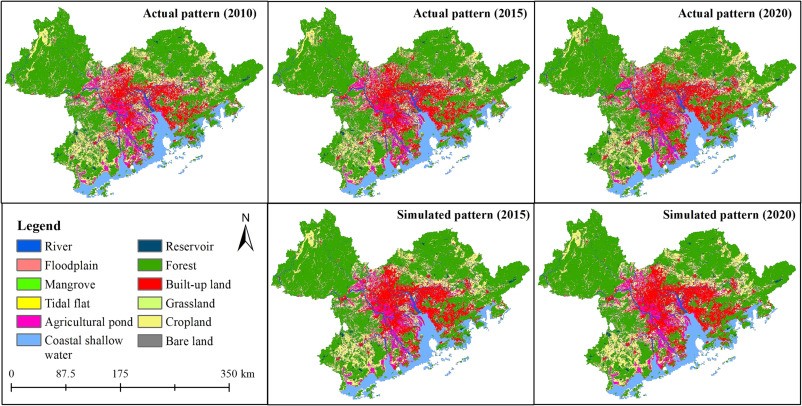 Actual pattern (2010)
Actual pattern (2015)
Actual pattern (2020)
Legend
N
River
Reservoir
Floodplain
Forest
Mangrove
Built-up land
Tidal flat
Grassland
Agricultural pond
Cropland
Coastal shallow
water
Bare land
0 87.5 175 350 km
Simulated pattern (2015)
Simulated pattern (2020)